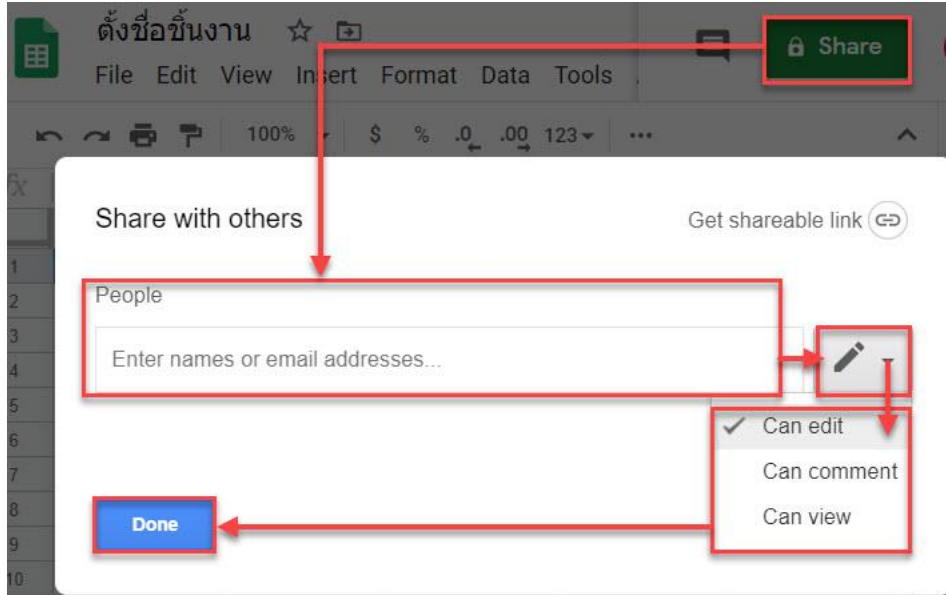 ตั้งชื่อชิ้นงาน
Share
File Edit View Insert Format Data Tools
100% $ % .0 .00 123
fx
Share with others
Get shareable link
1
2
People
3
Enter names or email addresses...
4
5
Can edit
6
Can comment
7
Can view
8
Done
9
10